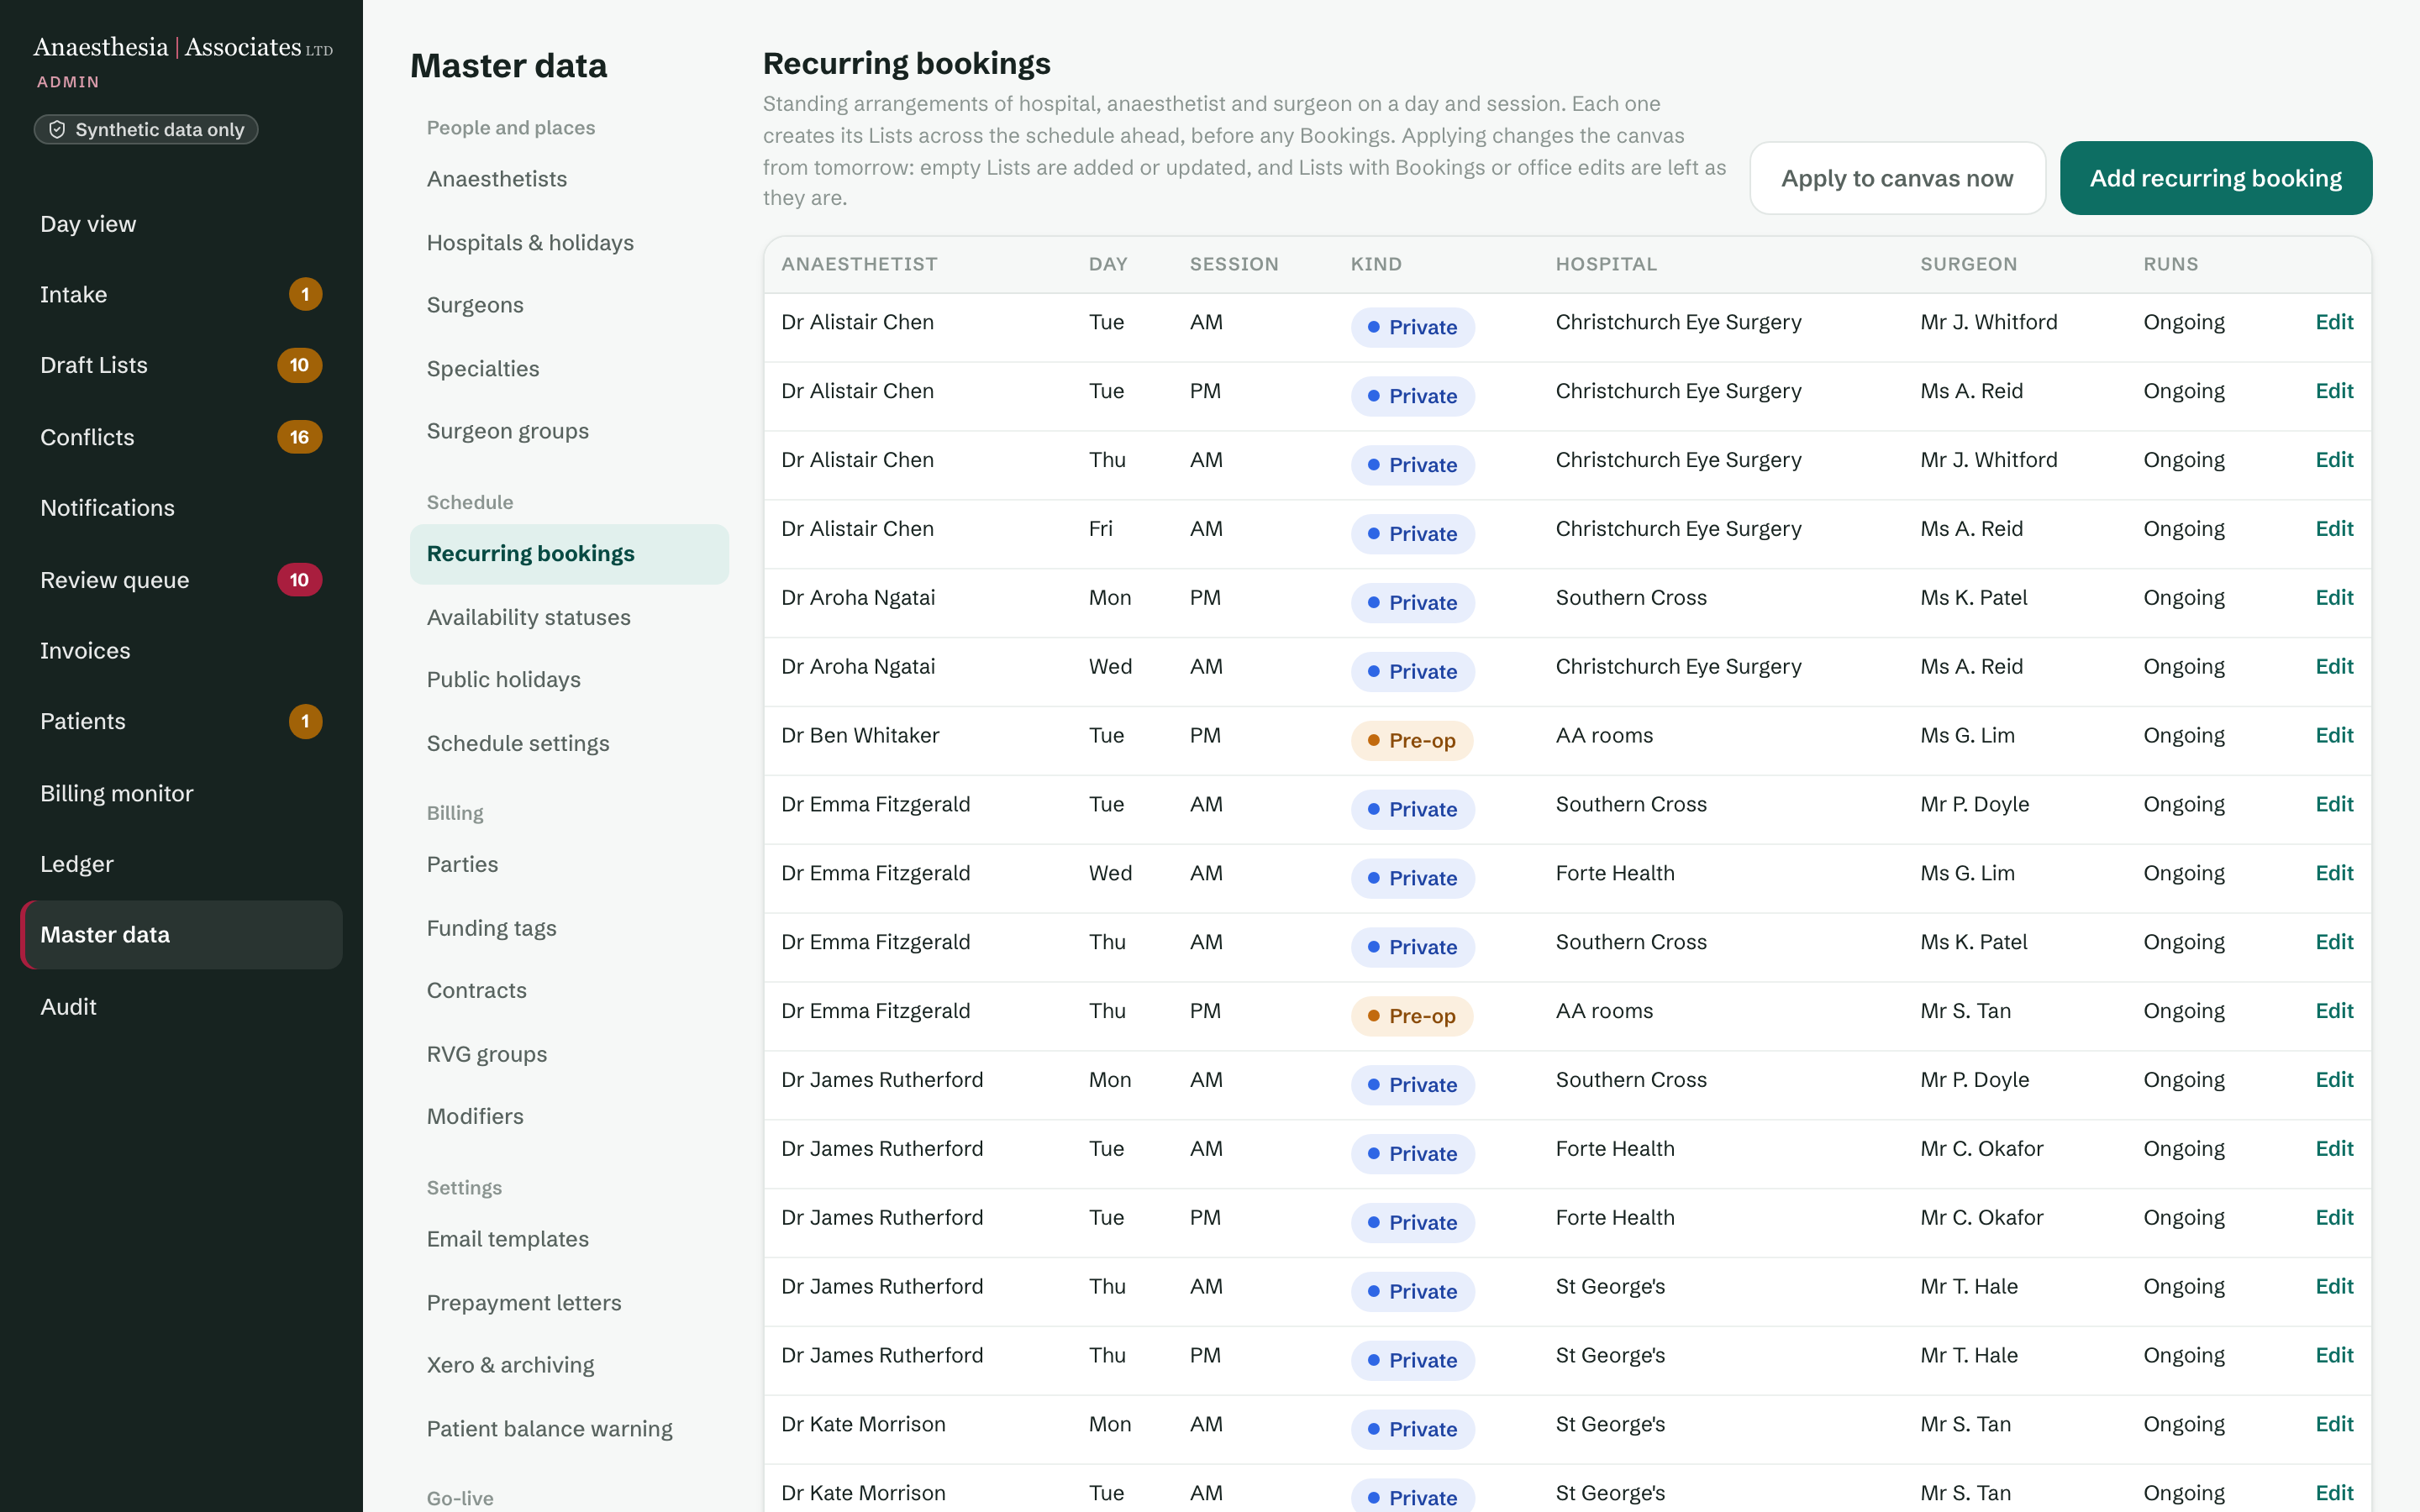 Anaesthesia | Associates LTD
ADMIN
Synthetic data only
Day view
Intake 1
Draft Lists 10
Conflicts 16
Notifications
Review queue 10
Invoices
Patients 1
Billing monitor
Ledger
Master data
Audit
Master data
People and places
Anaesthetists
Hospitals & holidays
Surgeons
Specialties
Surgeon groups
Schedule
Recurring bookings
Availability statuses
Public holidays
Schedule settings
Billing
Parties
Funding tags
Contracts
RVG groups
Modifiers
Settings
Email templates
Prepayment letters
Xero & archiving
Patient balance warning
Go-live
Recurring bookings
Standing arrangements of hospital, anaesthetist and surgeon on a day and session. Each one
creates its Lists across the schedule ahead, before any Bookings. Applying changes the canvas
from tomorrow: empty Lists are added or updated, and Lists with Bookings or office edits are left as
they are.
Apply to canvas now
Add recurring booking
ANAESTHETIST DAY SESSION KIND HOSPITAL SURGEON RUNS
Dr Alistair Chen Tue AM Private Christchurch Eye Surgery Mr J. Whitford Ongoing Edit
Dr Alistair Chen Tue PM Private Christchurch Eye Surgery Ms A. Reid Ongoing Edit
Dr Alistair Chen Thu AM Private Christchurch Eye Surgery Mr J. Whitford Ongoing Edit
Dr Alistair Chen Fri AM Private Christchurch Eye Surgery Ms A. Reid Ongoing Edit
Dr Aroha Ngatai Mon PM Private Southern Cross Ms K. Patel Ongoing Edit
Dr Aroha Ngatai Wed AM Private Christchurch Eye Surgery Ms A. Reid Ongoing Edit
Dr Ben Whitaker Tue PM Pre-op AA rooms Ms G. Lim Ongoing Edit
Dr Emma Fitzgerald Tue AM Private Southern Cross Mr P. Doyle Ongoing Edit
Dr Emma Fitzgerald Wed AM Private Forte Health Ms G. Lim Ongoing Edit
Dr Emma Fitzgerald Thu AM Private Southern Cross Ms K. Patel Ongoing Edit
Dr Emma Fitzgerald Thu PM Pre-op AA rooms Mr S. Tan Ongoing Edit
Dr James Rutherford Mon AM Private Southern Cross Mr P. Doyle Ongoing Edit
Dr James Rutherford Tue AM Private Forte Health Mr C. Okafor Ongoing Edit
Dr James Rutherford Tue PM Private Forte Health Mr C. Okafor Ongoing Edit
Dr James Rutherford Thu AM Private St George's Mr T. Hale Ongoing Edit
Dr James Rutherford Thu PM Private St George's Mr T. Hale Ongoing Edit
Dr Kate Morrison Mon AM Private St George's Mr S. Tan Ongoing Edit
Dr Kate Morrison Tue AM Private St George's Mr S. Tan Ongoing Edit